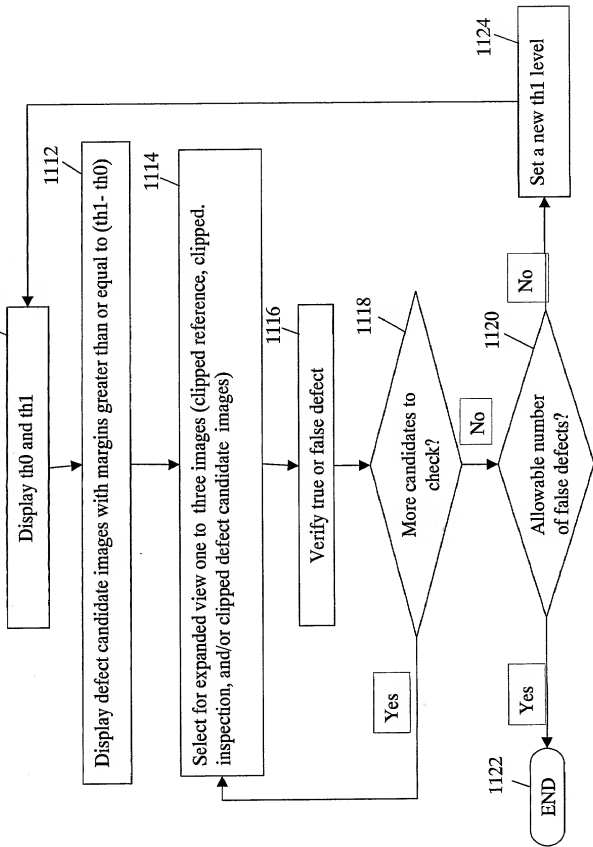 Display th0 and th1
1112
Display defect candidate images with margins greater than or equal to (th1- th0)
1114
Select for expanded view one to three images (clipped reference, clipped.
inspection, and/or clipped defect candidate images)
1116
Verify true or false defect
1118
More candidates to
check?
Yes
No
1120
Allowable number
of false defects?
Yes
No
1122
END
1124
Set a new th1 level